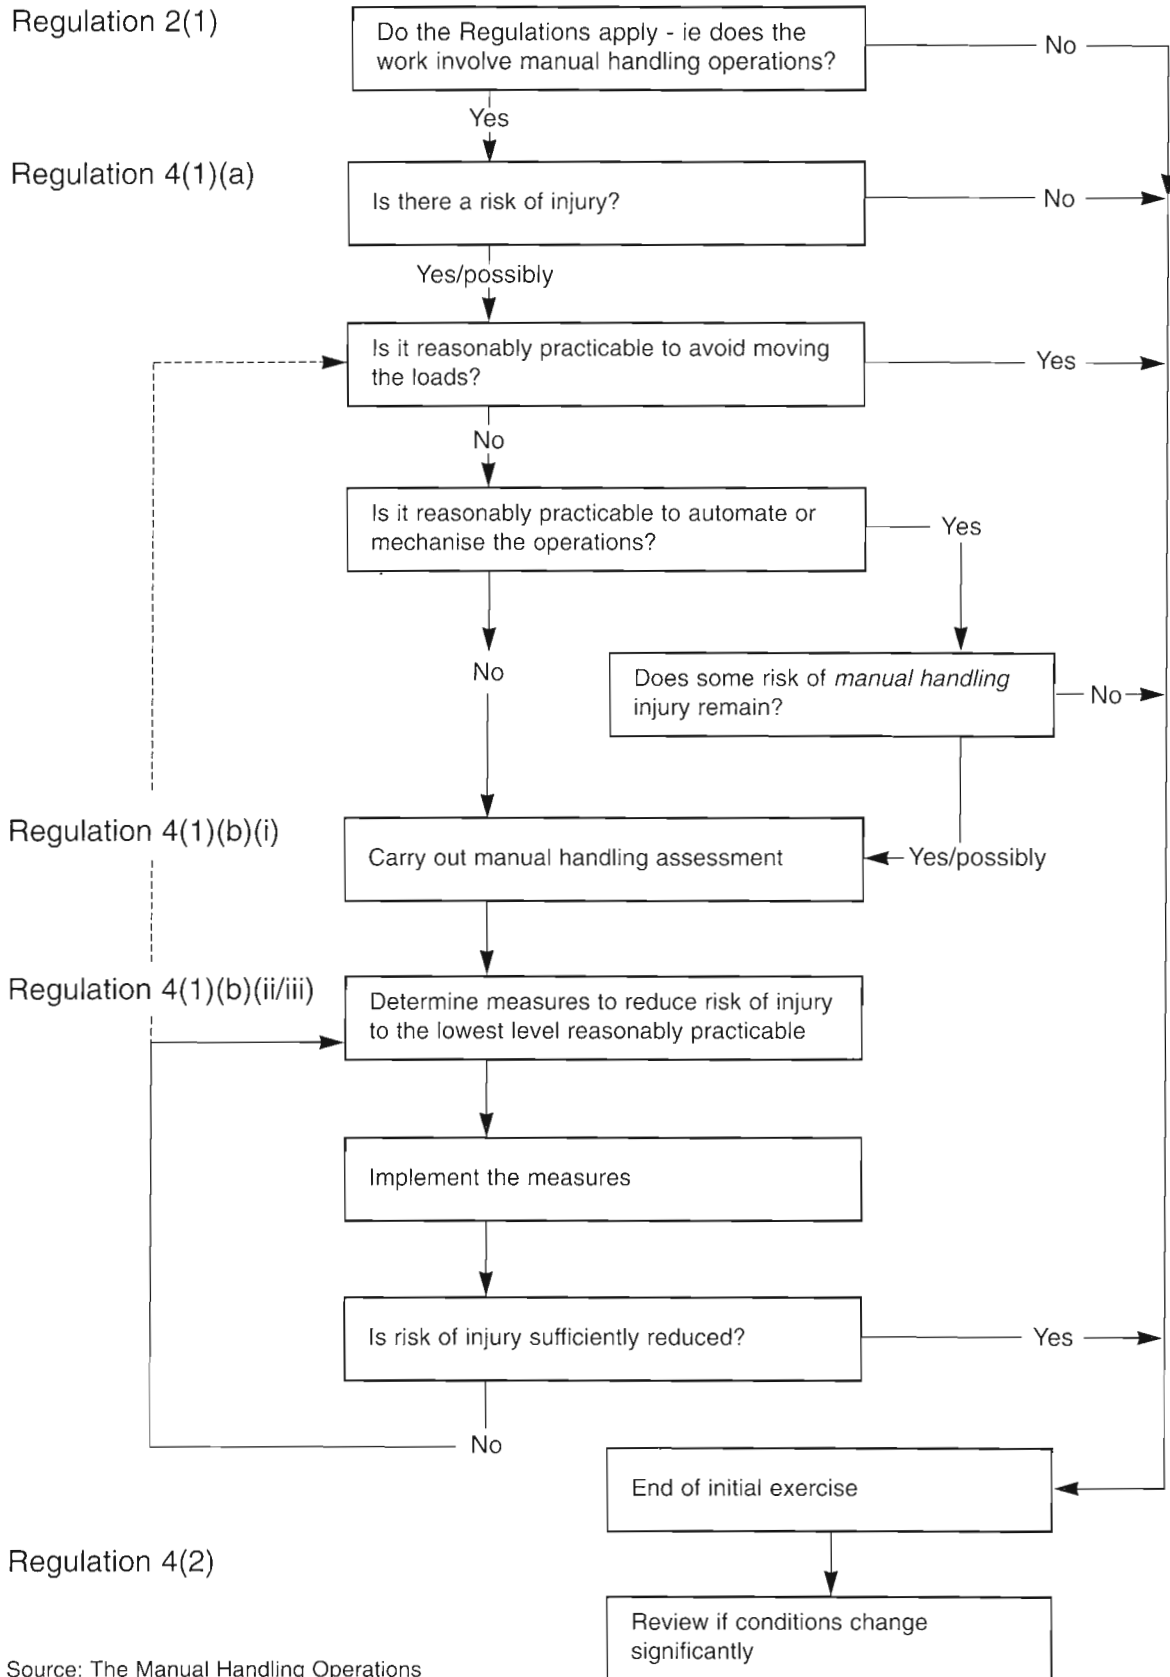 Regulation 2(1)
Do the Regulations apply - ie does the
work involve manual handling operations?
No
Yes
Regulation 4(1)(a)
Is there a risk of injury?
No
Yes/possibly
Is it reasonably practicable to avoid moving
the loads?
Yes
No
Is it reasonably practicable to automate or
mechanise the operations?
Yes
No
Does some risk of manual handling
injury remain?
No
Regulation 4(1)(b)(i)
Carry out manual handling assessment
Yes/possibly
Regulation 4(1)(b)(ii/iii)
Determine measures to reduce risk of injury
to the lowest level reasonably practicable
Implement the measures
Is risk of injury sufficiently reduced?
Yes
No
End of initial exercise
Regulation 4(2)
Review if conditions change
significantly
Source: The Manual Handling Operations